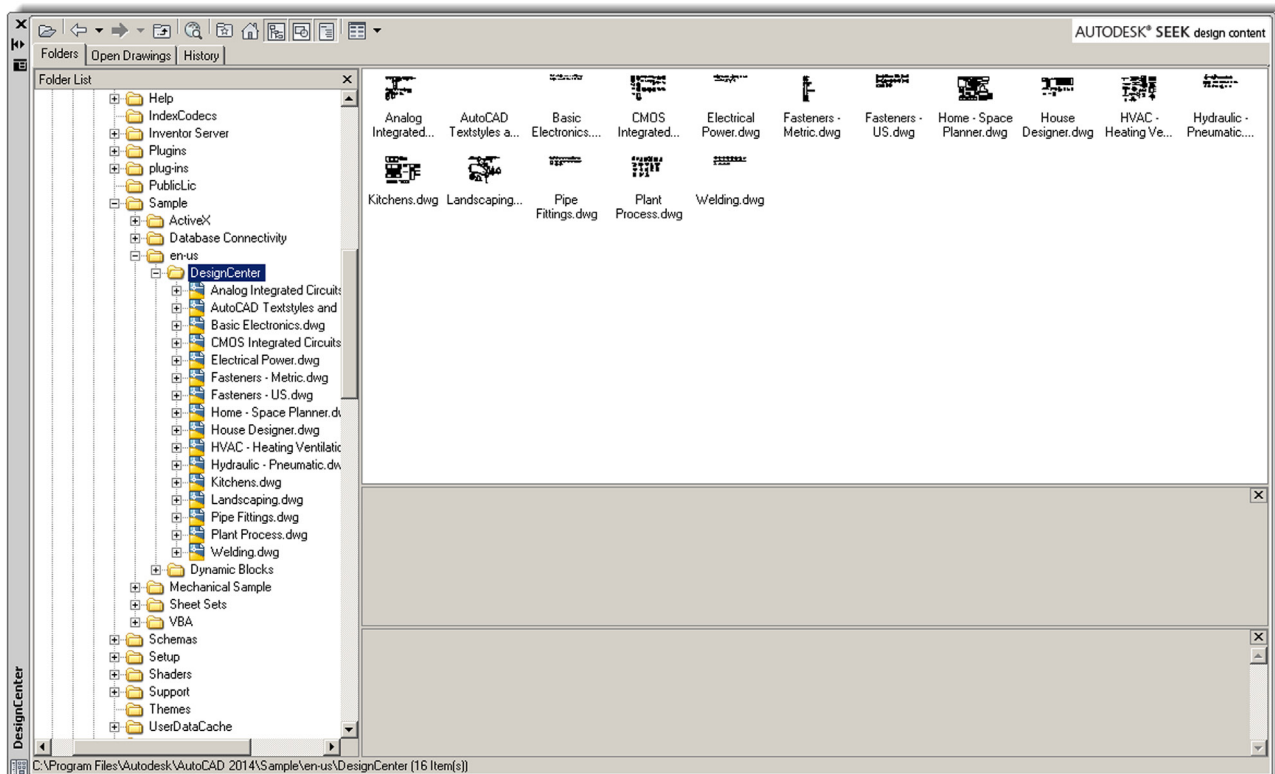 AUTODESK® SEEK design content
Folders Open Drawings History
Folder List
Help
IndexCodecs
Inventor Server
Plugins
plug-ins
PublicLic
Sample
ActiveX
Database Connectivity
en-us
DesignCenter
Analog Integrated Circuits
AutoCAD Textstyles and
Basic Electronics.dwg
CMOS Integrated Circuits
Electrical Power.dwg
Fasteners - Metric.dwg
Fasteners - US.dwg
Home - Space Planner.dw
House Designer.dwg
HVAC - Heating Ventilatic
Hydraulic - Pneumatic.dw
Kitchens.dwg
Landscaping.dwg
Pipe Fittings.dwg
Plant Process.dwg
Welding.dwg
Dynamic Blocks
Mechanical Sample
Sheet Sets
VBA
Schemas
Setup
Shaders
Support
Themes
UserDataCache
Analog AutoCAD Basic CMOS Electrical Fasteners - Fasteners - Home - Space House HVAC - Hydraulic -
Integrated... Textstyles a... Electronics.... Integrated... Power.dwg Metric.dwg US.dwg Planner.dwg Designer.dwg Heating Ve... Pneumatic....
Kitchens.dwg Landscaping... Pipe Plant Welding.dwg
Fittings.dwg Process.dwg
DesignCenter
C:\Program Files\Autodesk\AutoCAD 2014\Sample\en-us\DesignCenter (16 Item(s))